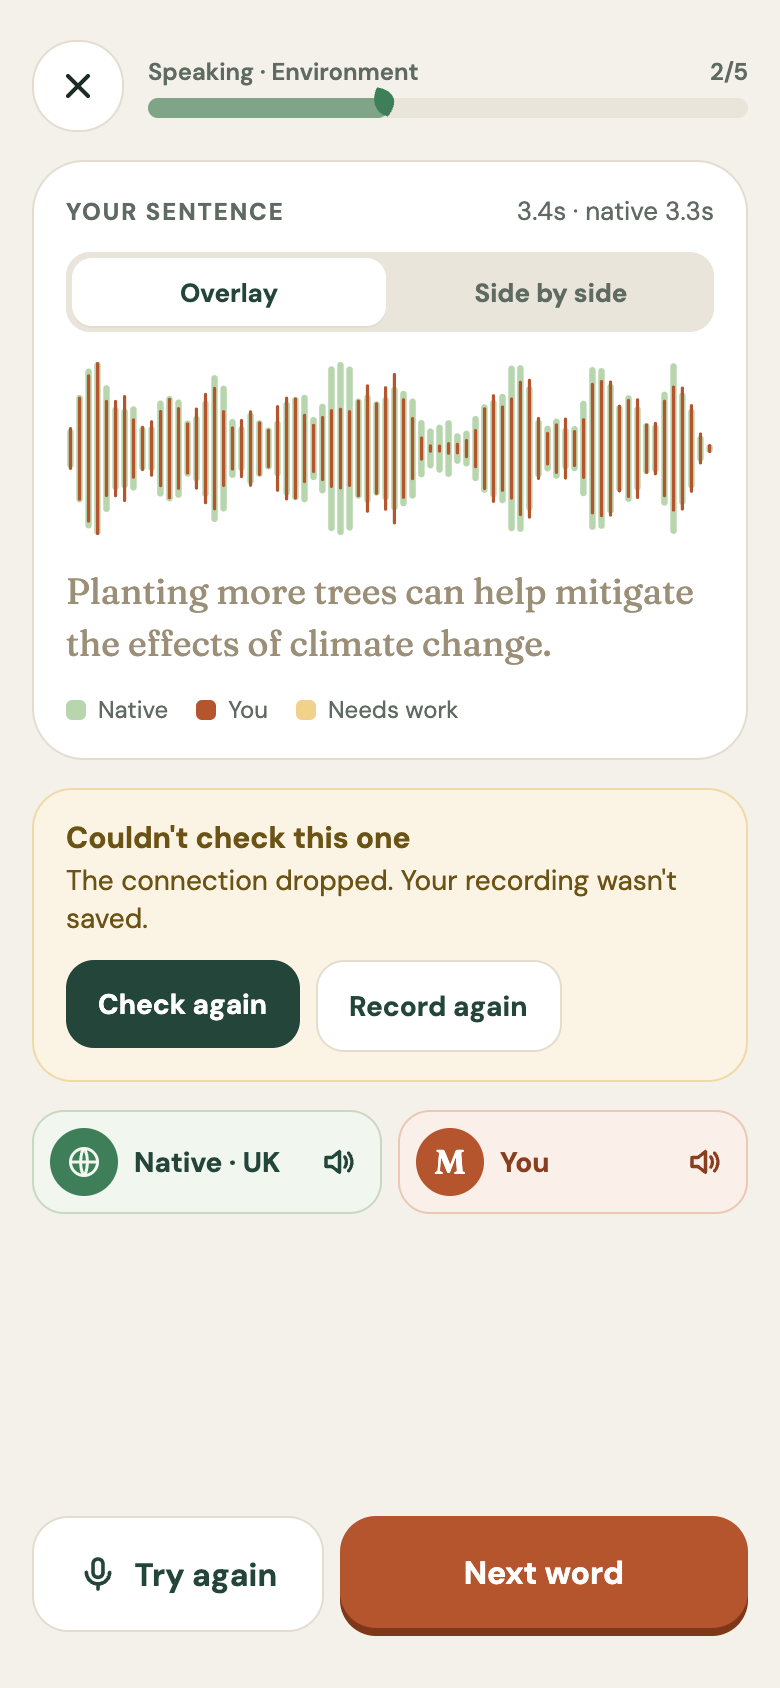 Speaking · Environment
2/5
YOUR SENTENCE
3.4s · native 3.3s
Overlay
Side by side
Planting more trees can help mitigate
the effects of climate change.
Native
You
Needs work
Couldn't check this one
The connection dropped. Your recording wasn't
saved.
Check again
Record again
Native · UK
M
You
Try again
Next word